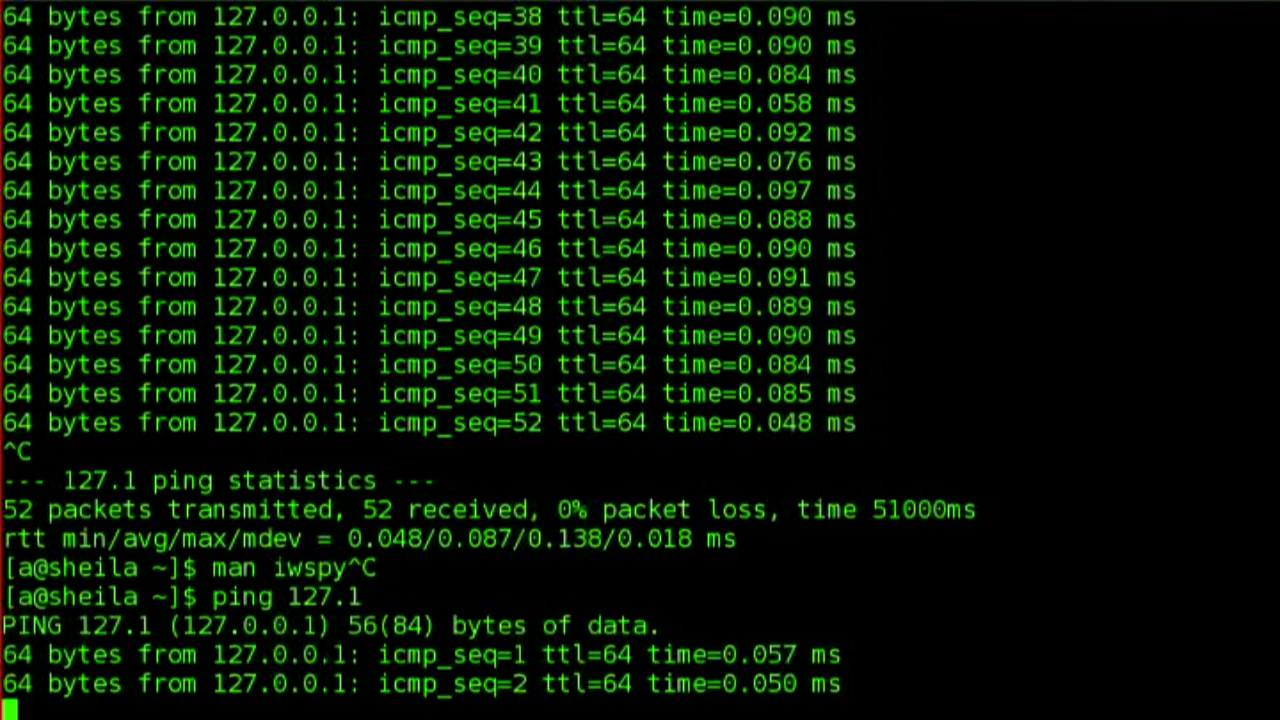 64 bytes from 127.0.0.1: icmp_seq=38 ttl=64 time=0.090 ms
64 bytes from 127.0.0.1: icmp_seq=39 ttl=64 time=0.090 ms
64 bytes from 127.0.0.1: icmp_seq=40 ttl=64 time=0.084 ms
64 bytes from 127.0.0.1: icmp_seq=41 ttl=64 time=0.058 ms
64 bytes from 127.0.0.1: icmp_seq=42 ttl=64 time=0.092 ms
64 bytes from 127.0.0.1: icmp_seq=43 ttl=64 time=0.076 ms
64 bytes from 127.0.0.1: icmp_seq=44 ttl=64 time=0.097 ms
64 bytes from 127.0.0.1: icmp_seq=45 ttl=64 time=0.088 ms
64 bytes from 127.0.0.1: icmp_seq=46 ttl=64 time=0.090 ms
64 bytes from 127.0.0.1: icmp_seq=47 ttl=64 time=0.091 ms
64 bytes from 127.0.0.1: icmp_seq=48 ttl=64 time=0.089 ms
64 bytes from 127.0.0.1: icmp_seq=49 ttl=64 time=0.090 ms
64 bytes from 127.0.0.1: icmp_seq=50 ttl=64 time=0.084 ms
64 bytes from 127.0.0.1: icmp_seq=51 ttl=64 time=0.085 ms
64 bytes from 127.0.0.1: icmp_seq=52 ttl=64 time=0.048 ms
^C
--- 127.1 ping statistics ---
52 packets transmitted, 52 received, 0% packet loss, time 51000ms
rtt min/avg/max/mdev = 0.048/0.087/0.138/0.018 ms
[a@sheila ~]$ man iwspy^C
[a@sheila ~]$ ping 127.1
PING 127.1 (127.0.0.1) 56(84) bytes of data.
64 bytes from 127.0.0.1: icmp_seq=1 ttl=64 time=0.057 ms
64 bytes from 127.0.0.1: icmp_seq=2 ttl=64 time=0.050 ms